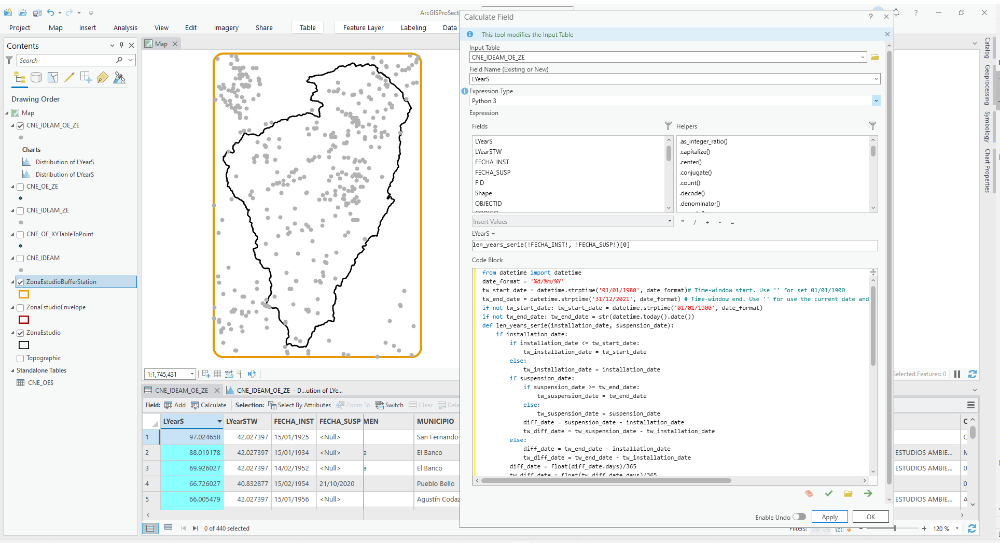 ArcGISProSect
Project
Map
Insert
Analysis
View
Edit
Imagery
Share
Table
Feature Layer
Labeling
Data
Contents
Search
Drawing Order
Map
CNE_IDEAM_OE_ZE
Charts
Distribution of LYearS
Distribution of LYearS
CNE_OE_ZE
CNE_IDEAM_ZE
CNE_OE_XYTableToPoint
CNE_IDEAM
ZonaEstudioBufferStation
ZonaEstudioEnvelope
ZonaEstudio
Topographic
Standalone Tables
CNE_OE$
Map
1:1,745,431
CNE_IDEAM_OE_ZE
CNE_IDEAM_OE_ZE - D...ution of LYe...
Field: Add Calculate Selection: Select By Attributes Zoom To Switch Clear Dele
LYearS LYearSTW FECHA_INST FECHA_SUSP MEN MUNICIPIO
1 97.024658 42.027397 15/01/1925 <Null> San Fernando
2 88.019178 42.027397 15/01/1934 <Null> a El Banco
3 69.926027 42.027397 14/02/1952 <Null> a El Banco
4 66.726027 40.832877 15/02/1954 21/10/2020 Pueblo Bello
5 66.005479 42.027397 15/01/1956 <Null> Agustín Codaz
0 of 440 selected
Calculate Field
?
This tool modifies the Input Table
Input Table
CNE_IDEAM_OE_ZE
Field Name (Existing or New)
LYearS
Expression Type
Python 3
Expression
Fields
LYearS
LYearSTW
FECHA_INST
FECHA_SUSP
FID
Shape
OBJECTID
CODIGO
Helpers
.as_integer_ratio()
.capitalize()
.center()
.conjugate()
.count()
.decode()
.denominator()
Insert Values
* / + - =
LYearS =
len_years_serie(!FECHA_INST!, !FECHA_SUSP!)[0]
Code Block
from datetime import datetime
date_format = '%d/%m/%Y'
tw_start_date = datetime.strptime('01/01/1980', date_format)# Time-window start. Use '' for set 01/01/1900
tw_end_date = datetime.strptime('31/12/2021', date_format) # Time-window end. Use '' for use the current date and
if not tw_start_date: tw_start_date = datetime.strptime('01/01/1900', date_format)
if not tw_end_date: tw_end_date = str(datetime.today().date())
def len_years_serie(installation_date, suspension_date):
if installation_date:
if installation_date <= tw_start_date:
tw_installation_date = tw_start_date
else:
tw_installation_date = installation_date
if suspension_date:
if suspension_date >= tw_end_date:
tw_suspension_date = tw_end_date
else:
tw_suspension_date = suspension_date
diff_date = suspension_date - installation_date
tw_diff_date = tw_suspension_date - tw_installation_date
else:
diff_date = tw_end_date - installation_date
tw_diff_date = tw_end_date - tw_installation_date
diff_date = float(diff_date.days)/365
tw_diff_date = float(tw_diff_date.days)/365
Enable Undo
Apply
OK
?
Catalog
Geoprocessing
Symbology
Chart Properties
Selected Features: 0
C
C
ESTUDIOS AMBIE... M
ESTUDIOS AMBIE... 0
0
ESTUDIOS AMBIE... A
Filters:
120 %